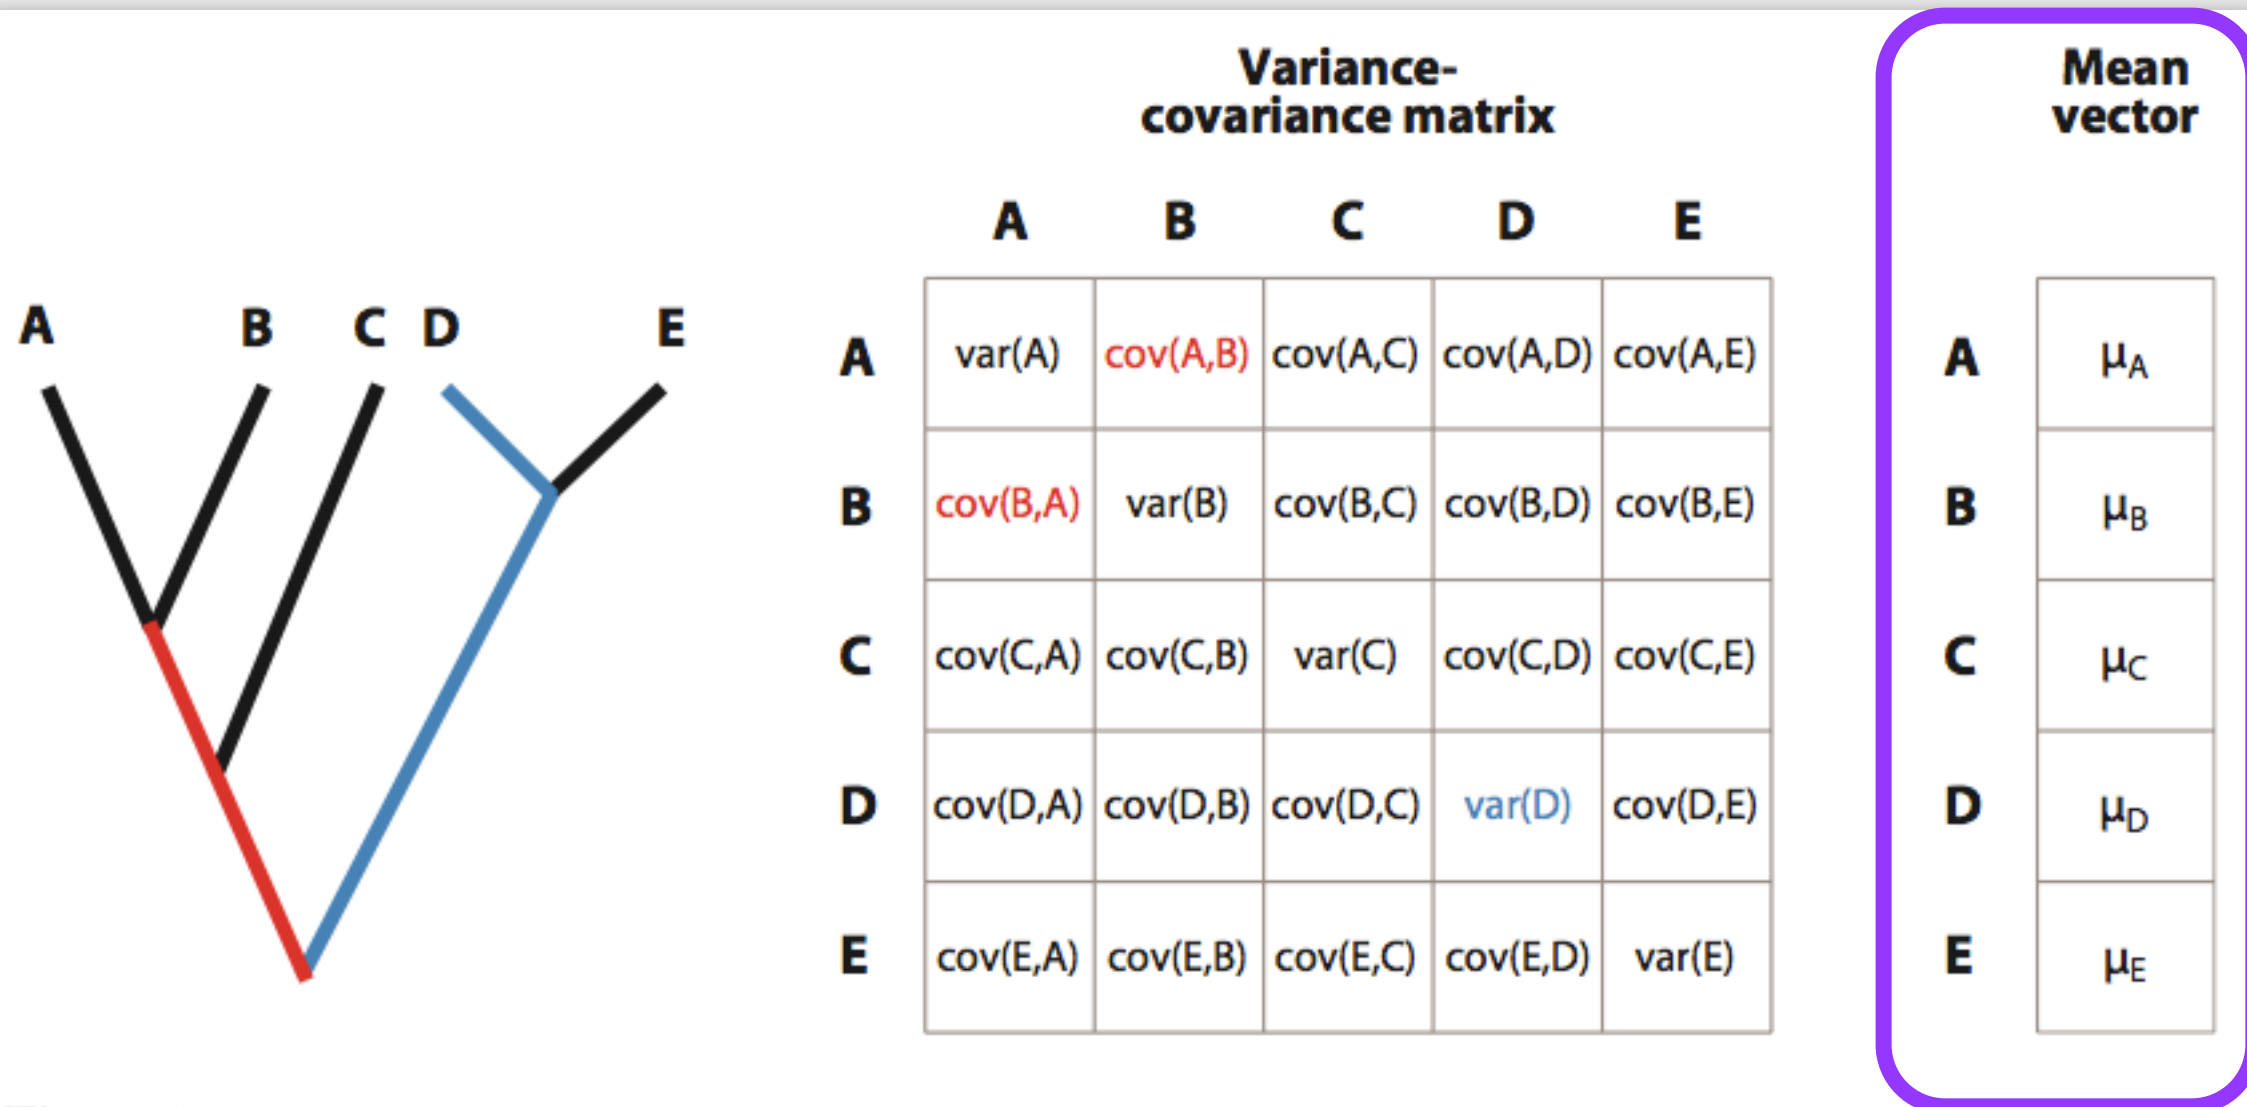 Variance-
covariance matrix
Mean
vector
A B C D E
A B C D E
A var(A) cov(A,B) cov(A,C) cov(A,D) cov(A,E)
B cov(B,A) var(B) cov(B,C) cov(B,D) cov(B,E)
C cov(C,A) cov(C,B) var(C) cov(C,D) cov(C,E)
D cov(D,A) cov(D,B) cov(D,C) var(D) cov(D,E)
E cov(E,A) cov(E,B) cov(E,C) cov(E,D) var(E)
A μA
B μB
C μC
D μD
E μE